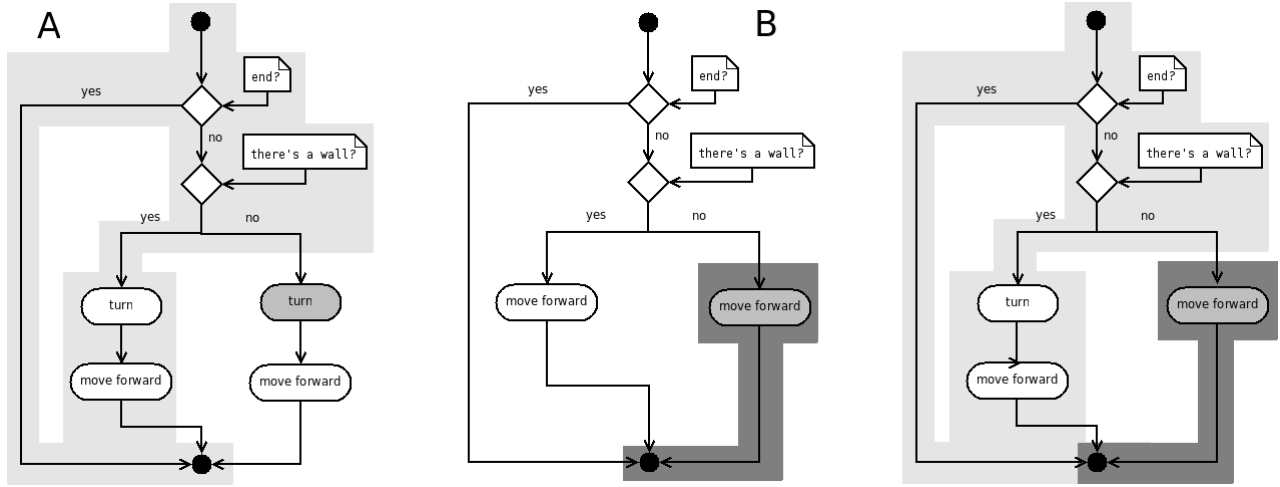 A
end?
yes
no
there's a wall?
yes
no
turn
turn
move forward
move forward
B
end?
yes
no
there's a wall?
yes
no
move forward
move forward
end?
yes
no
there's a wall?
yes
no
turn
move forward
move forward